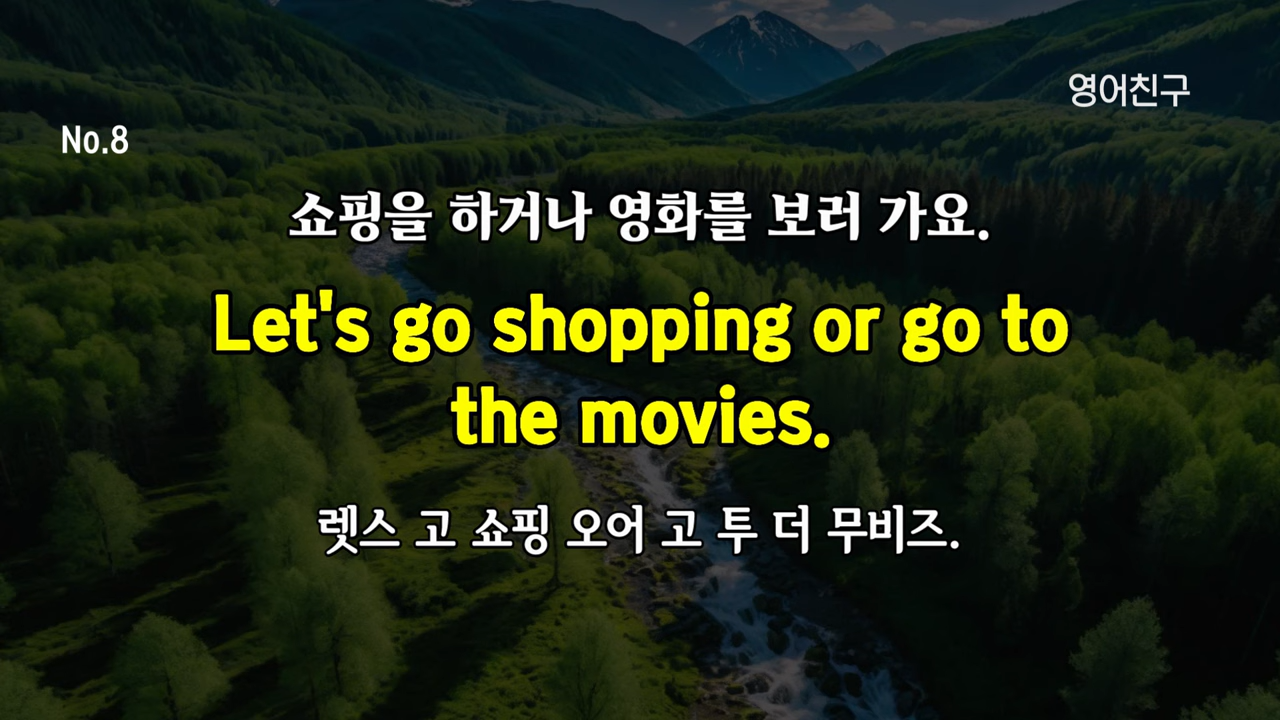 영어친구
No.8
쇼핑을 하거나 영화를 보러 가요.
Let's go shopping or go to
the movies.
렛스 고 쇼핑 오어 고 투 더 무비즈.